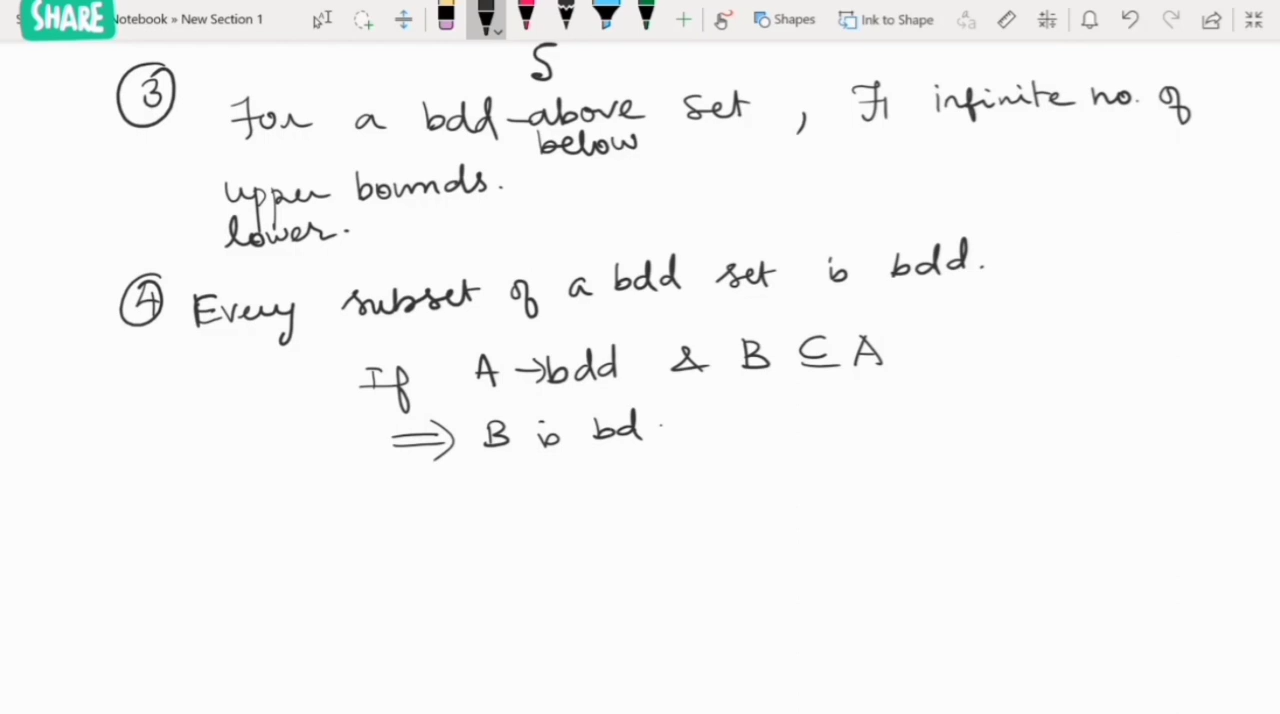 SHARE
Notebook » New Section 1
Shapes
Ink to Shape
S
③ For a bdd above set, ∃ infinite no. of
below
upper bounds.
lower.
④ Every subset of a bdd set is bdd.
If A → bdd & B ⊆ A
⇒ B is bd.